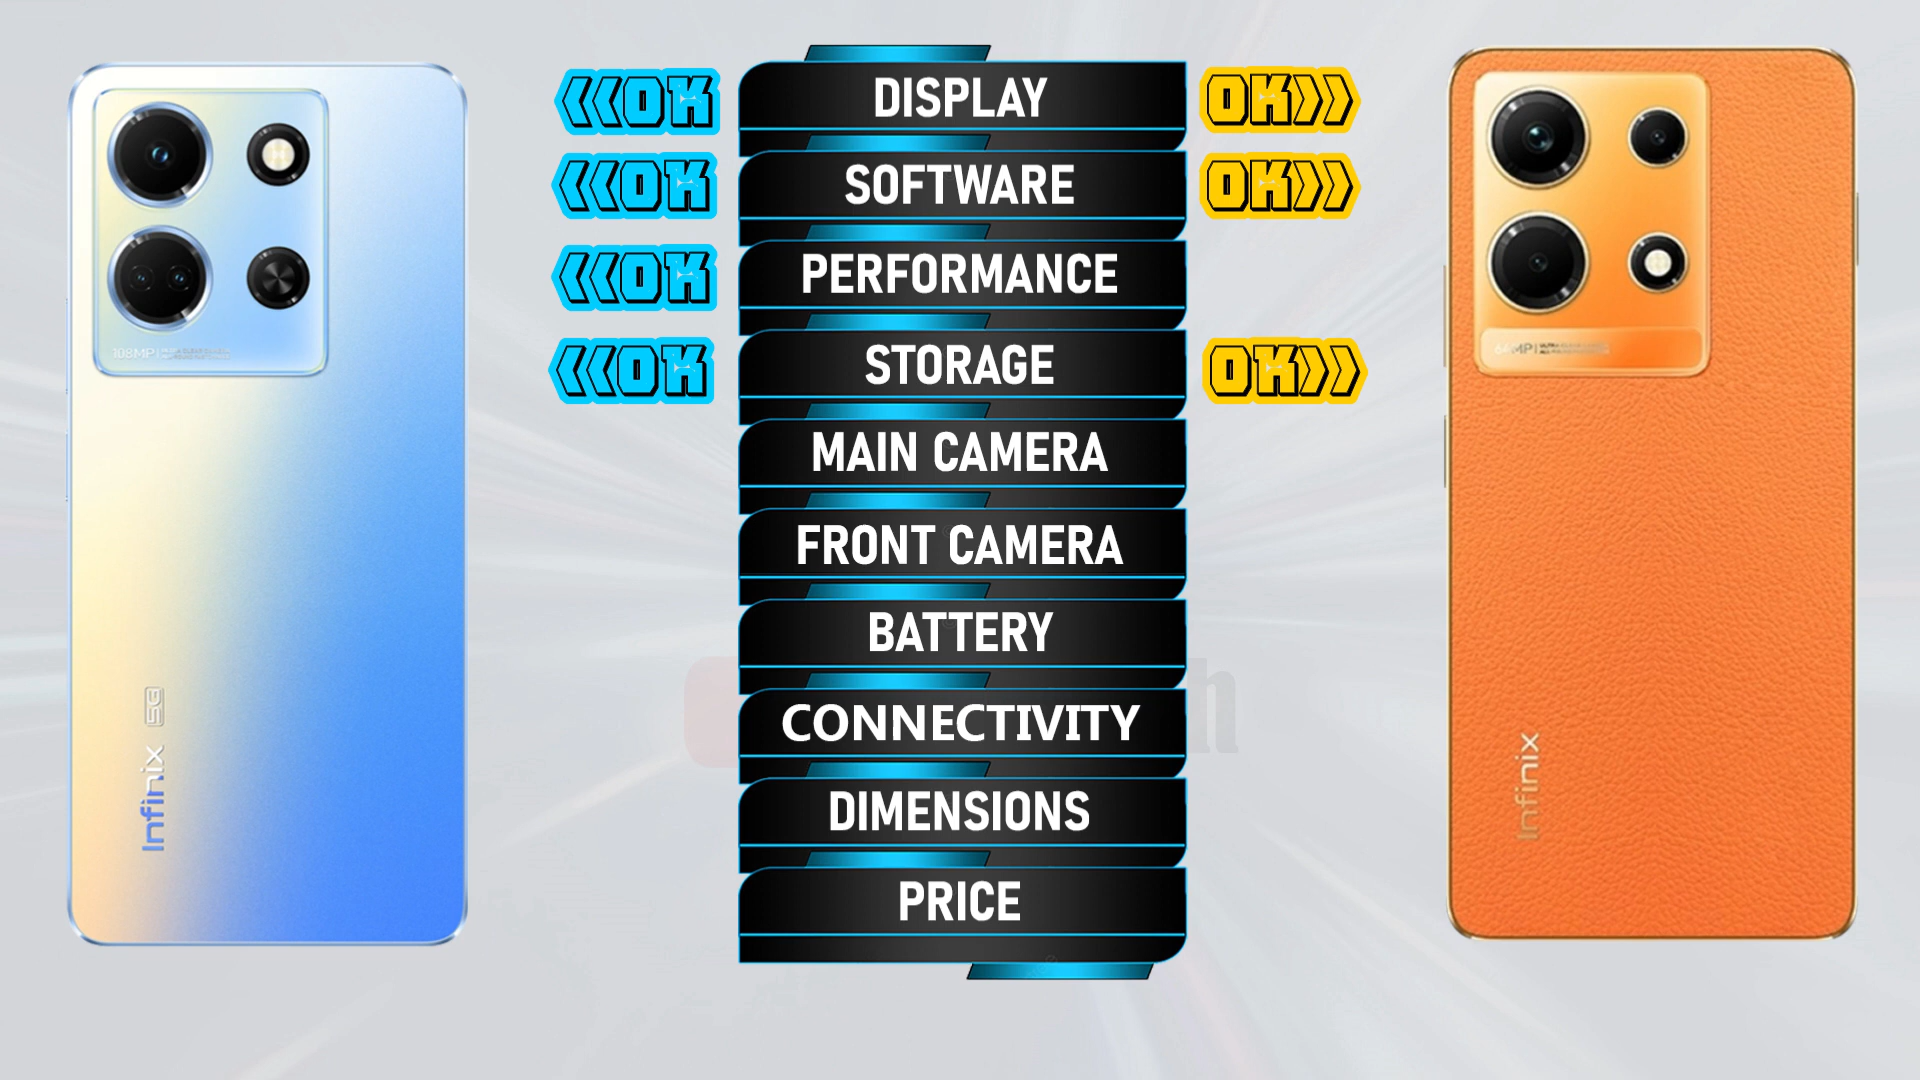 <<OK DISPLAY OK>>
<<OK SOFTWARE OK>>
<<OK PERFORMANCE
<<OK STORAGE OK>>
MAIN CAMERA
FRONT CAMERA
BATTERY
CONNECTIVITY
DIMENSIONS
PRICE
108MP
Infinix 5G
64MP
Infinix